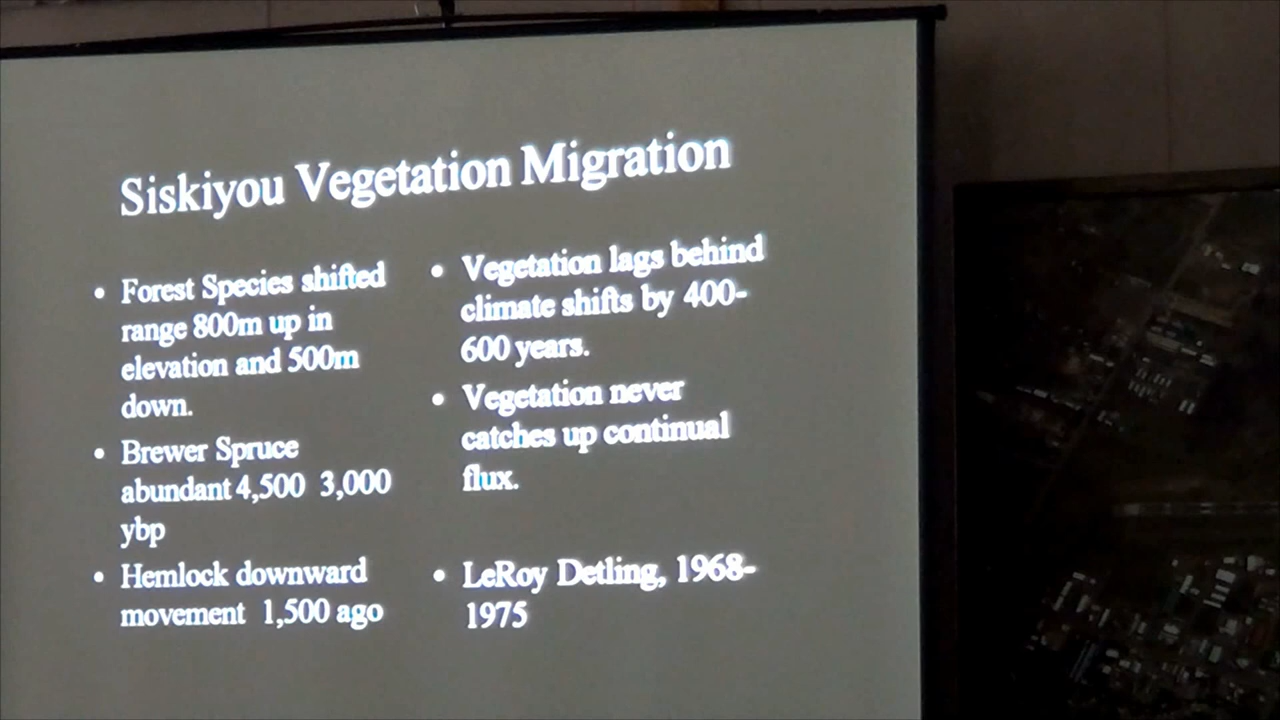 Siskiyou Vegetation Migration
• Forest Species shifted
range 800m up in
elevation and 500m
down.
• Brewer Spruce
abundant 4,500 3,000
ybp
• Hemlock downward
movement 1,500 ago
• Vegetation lags behind
climate shifts by 400-
600 years.
• Vegetation never
catches up continual
flux.
• LeRoy Detling, 1968-
1975